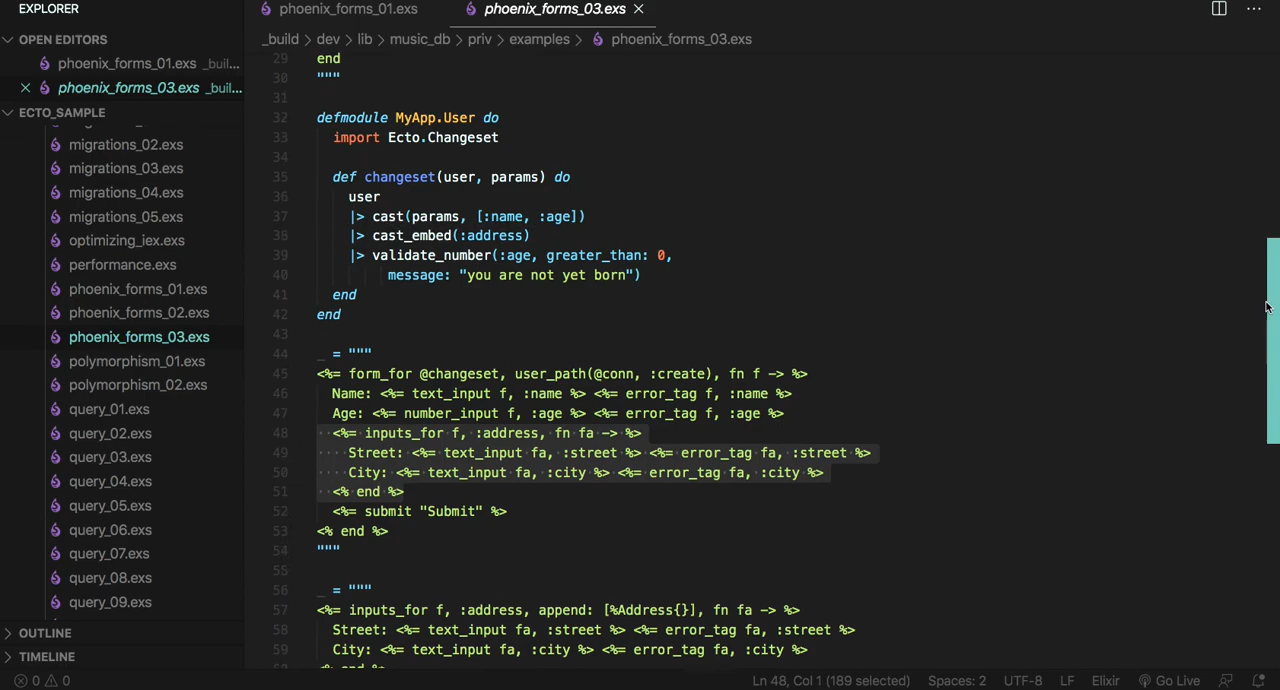 EXPLORER
OPEN EDITORS
phoenix_forms_01.exs _buil...
phoenix_forms_03.exs _buil...
ECTO_SAMPLE
migrations_02.exs
migrations_03.exs
migrations_04.exs
migrations_05.exs
optimizing_iex.exs
performance.exs
phoenix_forms_01.exs
phoenix_forms_02.exs
phoenix_forms_03.exs
polymorphism_01.exs
polymorphism_02.exs
query_01.exs
query_02.exs
query_03.exs
query_04.exs
query_05.exs
query_06.exs
query_07.exs
query_08.exs
query_09.exs
OUTLINE
TIMELINE
phoenix_forms_01.exs phoenix_forms_03.exs
_build > dev > lib > music_db > priv > examples > phoenix_forms_03.exs
29 end
30 """
31
32 defmodule MyApp.User do
33 import Ecto.Changeset
34
35 def changeset(user, params) do
36 user
37 |> cast(params, [:name, :age])
38 |> cast_embed(:address)
39 |> validate_number(:age, greater_than: 0,
40 message: "you are not yet born")
41 end
42 end
43
44 _ = """
45 <%= form_for @changeset, user_path(@conn, :create), fn f -> %>
46 Name: <%= text_input f, :name %> <%= error_tag f, :name %>
47 Age: <%= number_input f, :age %> <%= error_tag f, :age %>
48 <%= inputs_for f, :address, fn fa -> %>
49 Street: <%= text_input fa, :street %> <%= error_tag fa, :street %>
50 City: <%= text_input fa, :city %> <%= error_tag fa, :city %>
51 <% end %>
52 <%= submit "Submit" %>
53 <% end %>
54 """
55
56 _ = """
57 <%= inputs_for f, :address, append: [%Address{}], fn fa -> %>
58 Street: <%= text_input fa, :street %> <%= error_tag fa, :street %>
59 City: <%= text_input fa, :city %> <%= error_tag fa, :city %>
0 0 Ln 48, Col 1 (189 selected) Spaces: 2 UTF-8 LF Elixir Go Live